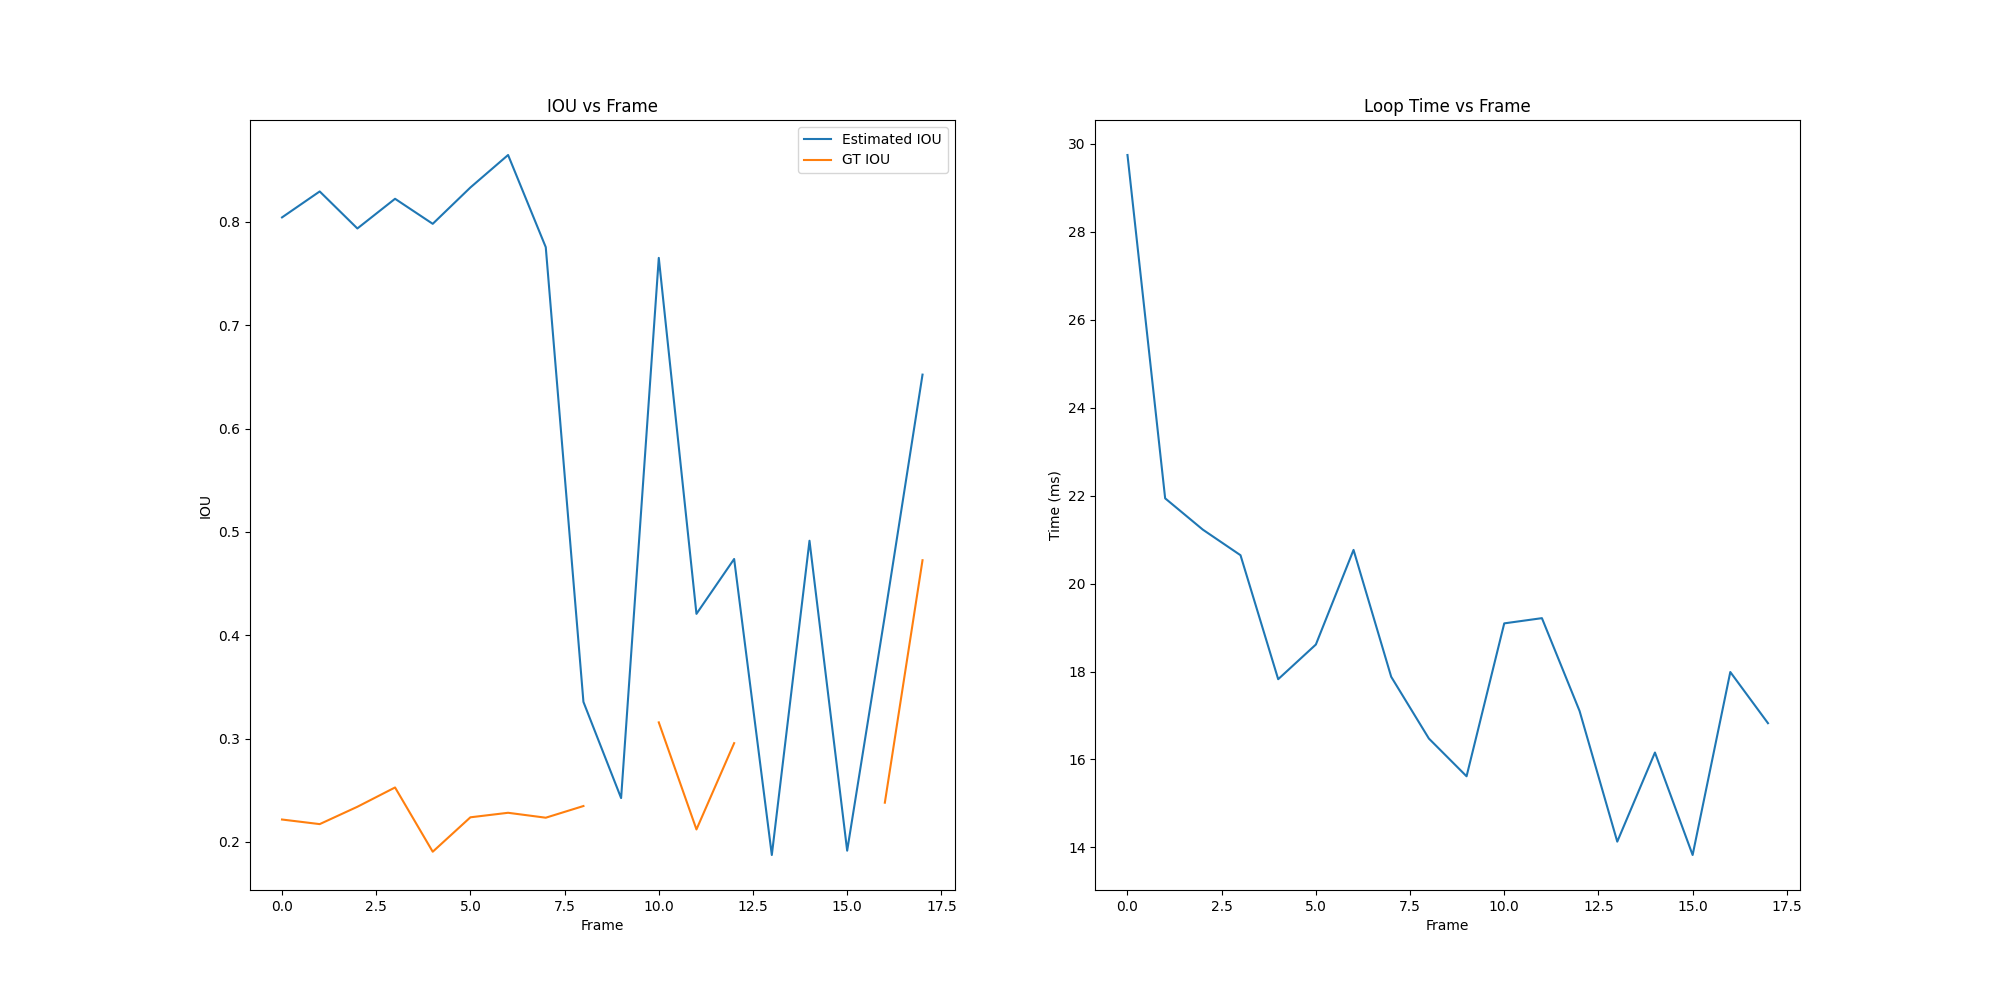 IOU vs Frame
Estimated IOU
GT IOU
0.8
0.7
0.6
0.5
0.4
0.3
0.2
IOU
0.0 2.5 5.0 7.5 10.0 12.5 15.0 17.5
Frame
Loop Time vs Frame
30
28
26
24
22
20
18
16
14
Time (ms)
0.0 2.5 5.0 7.5 10.0 12.5 15.0 17.5
Frame